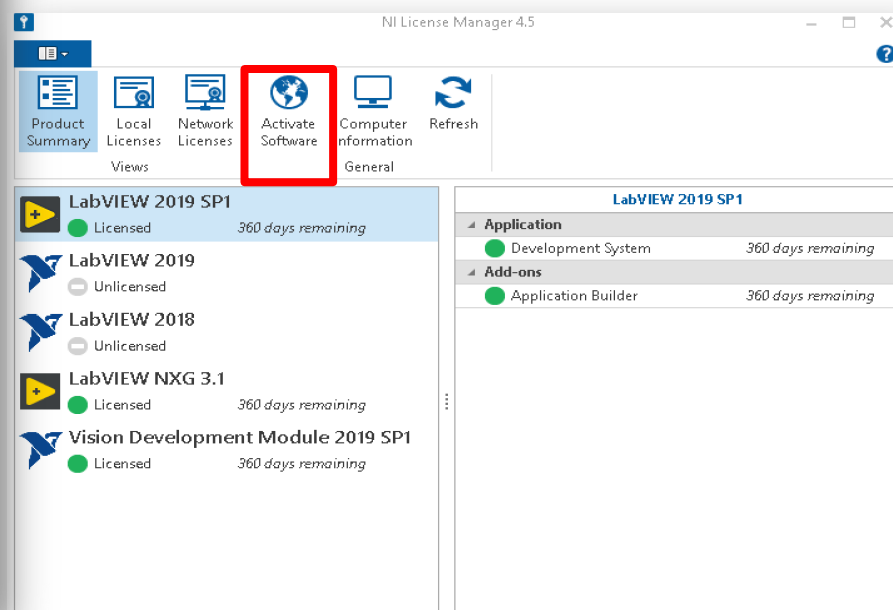 NI License Manager 4.5
Product Summary
Local Licenses
Network Licenses
Activate Software
Computer Information
Refresh
Views
General
LabVIEW 2019 SP1
Licensed 360 days remaining
LabVIEW 2019
Unlicensed
LabVIEW 2018
Unlicensed
LabVIEW NXG 3.1
Licensed 360 days remaining
Vision Development Module 2019 SP1
Licensed 360 days remaining
LabVIEW 2019 SP1
Application
Development System 360 days remaining
Add-ons
Application Builder 360 days remaining